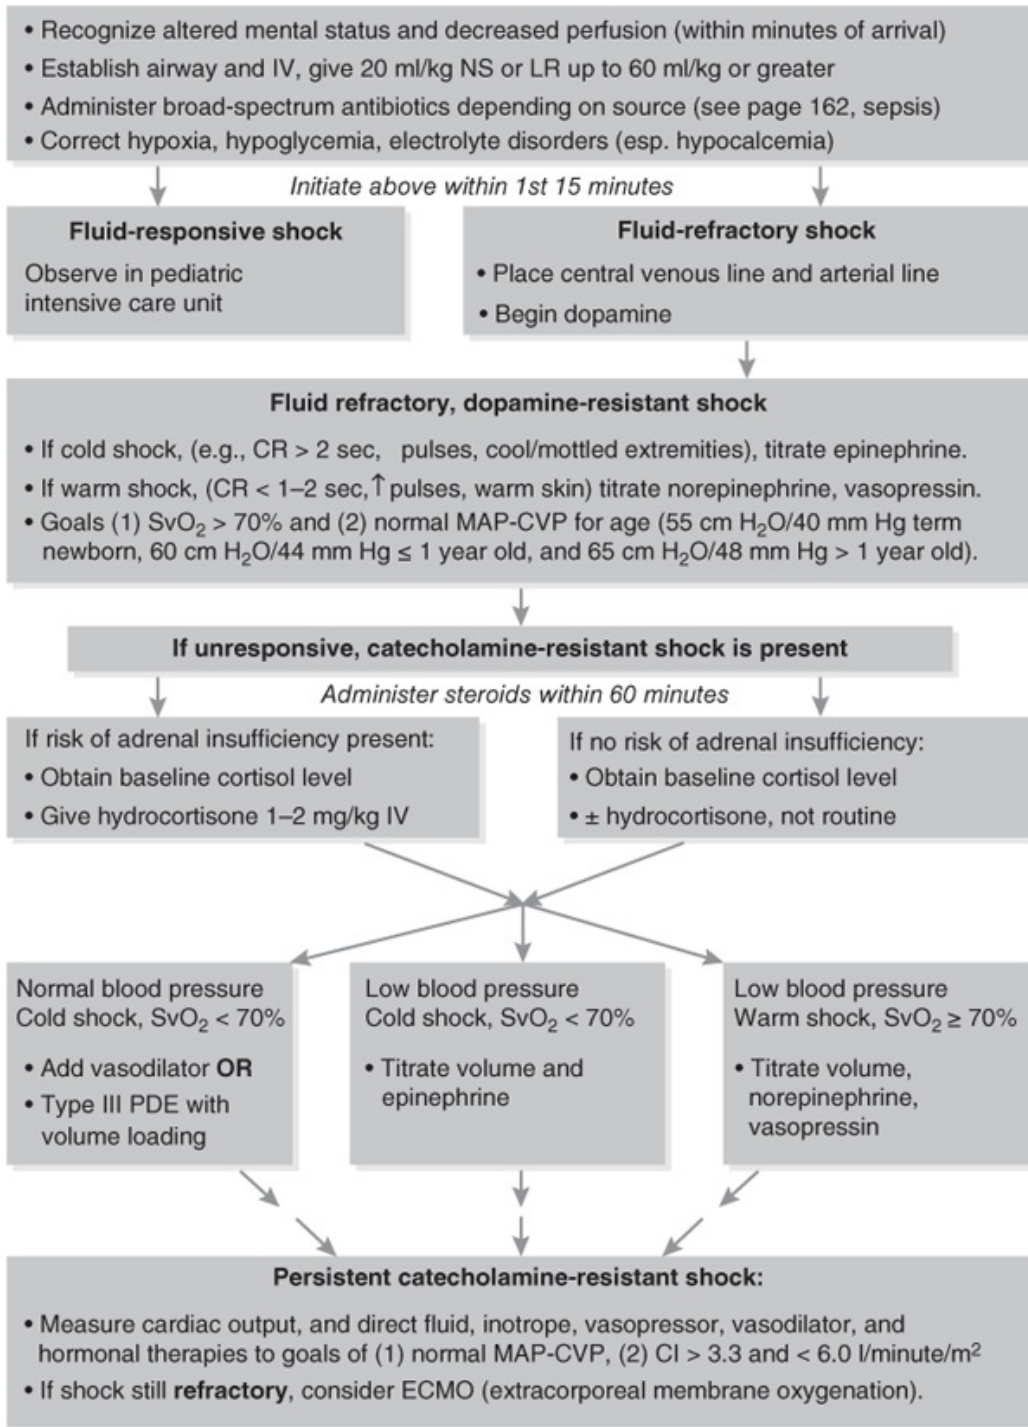 • Recognize altered mental status and decreased perfusion (within minutes of arrival)
• Establish airway and IV, give 20 ml/kg NS or LR up to 60 ml/kg or greater
• Administer broad-spectrum antibiotics depending on source (see page 162, sepsis)
• Correct hypoxia, hypoglycemia, electrolyte disorders (esp. hypocalcemia)
Initiate above within 1st 15 minutes
Fluid-responsive shock
Observe in pediatric
intensive care unit
Fluid-refractory shock
• Place central venous line and arterial line
• Begin dopamine
Fluid refractory, dopamine-resistant shock
• If cold shock, (e.g., CR > 2 sec, pulses, cool/mottled extremities), titrate epinephrine.
• If warm shock, (CR < 1–2 sec,↑ pulses, warm skin) titrate norepinephrine, vasopressin.
• Goals (1) SvO₂ > 70% and (2) normal MAP-CVP for age (55 cm H₂O/40 mm Hg term
newborn, 60 cm H₂O/44 mm Hg ≤ 1 year old, and 65 cm H₂O/48 mm Hg > 1 year old).
If unresponsive, catecholamine-resistant shock is present
Administer steroids within 60 minutes
If risk of adrenal insufficiency present:
• Obtain baseline cortisol level
• Give hydrocortisone 1–2 mg/kg IV
If no risk of adrenal insufficiency:
• Obtain baseline cortisol level
• ± hydrocortisone, not routine
Normal blood pressure
Cold shock, SvO₂ < 70%
• Add vasodilator OR
• Type III PDE with
volume loading
Low blood pressure
Cold shock, SvO₂ < 70%
• Titrate volume and
epinephrine
Low blood pressure
Warm shock, SvO₂ ≥ 70%
• Titrate volume,
norepinephrine,
vasopressin
Persistent catecholamine-resistant shock:
• Measure cardiac output, and direct fluid, inotrope, vasopressor, vasodilator, and
hormonal therapies to goals of (1) normal MAP-CVP, (2) CI > 3.3 and < 6.0 l/minute/m²
• If shock still refractory, consider ECMO (extracorporeal membrane oxygenation).